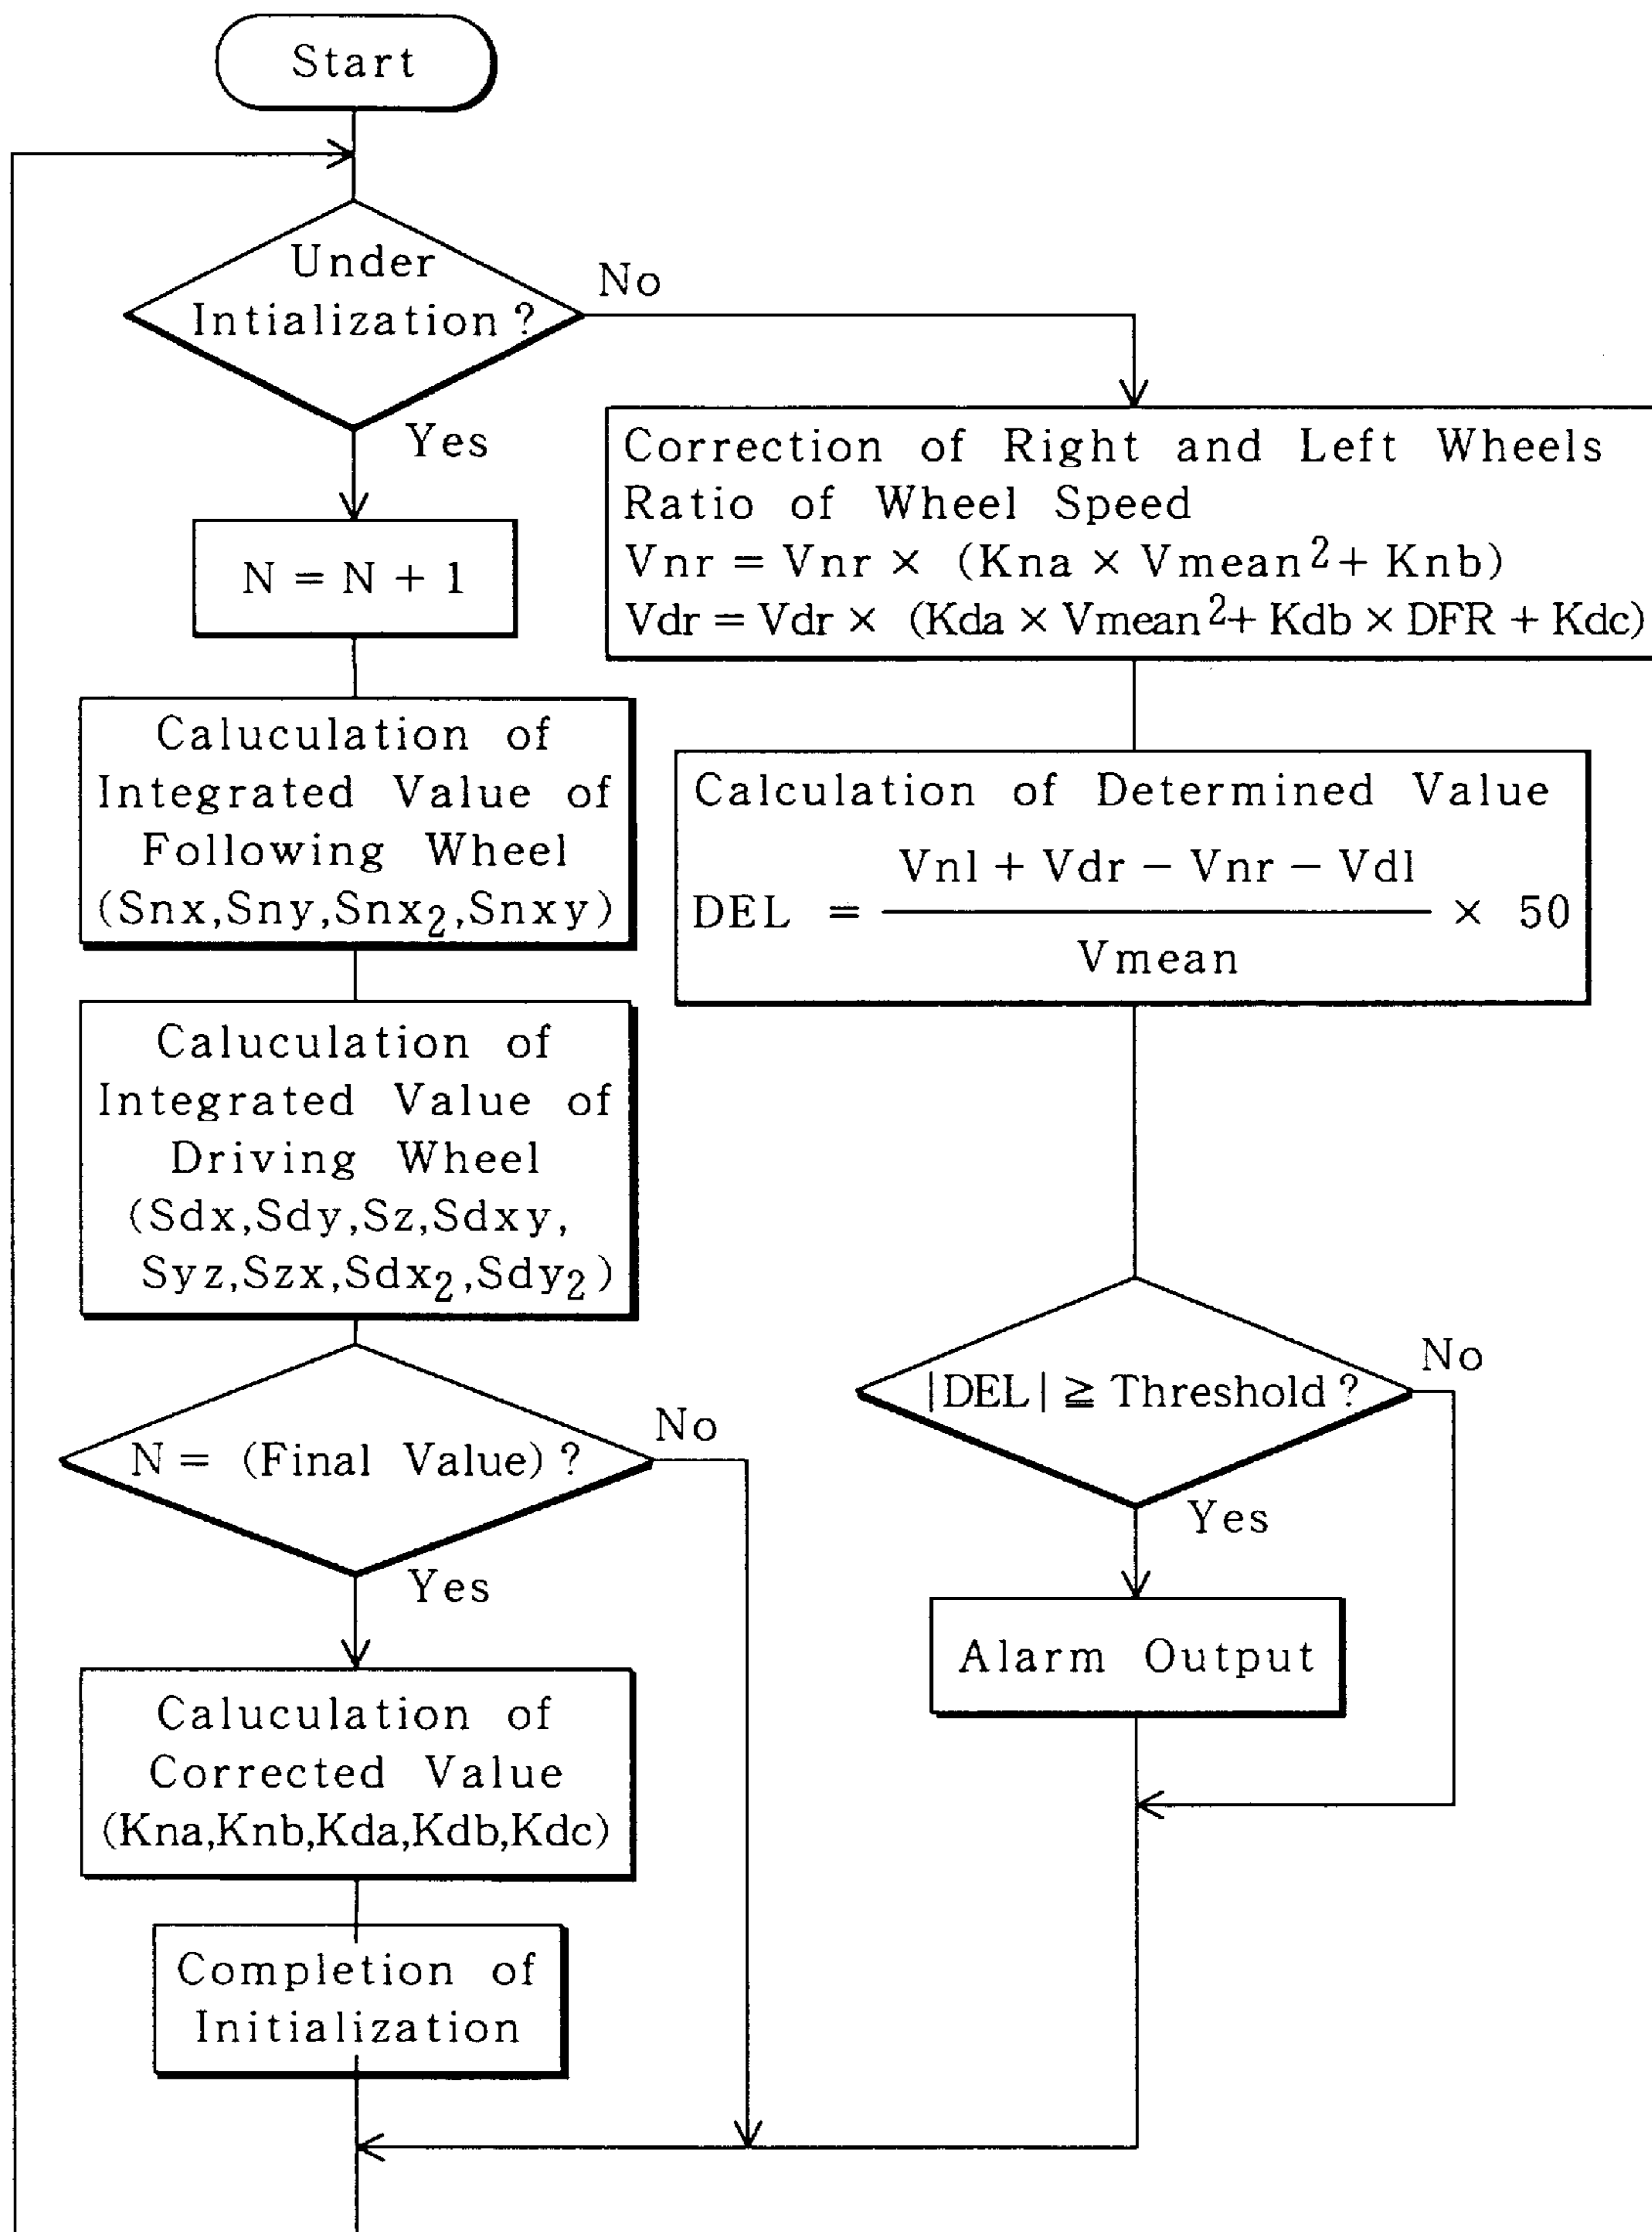 Start
Under
Intialization ?
No
Yes
N = N + 1
Caluculation of
Integrated Value of
Following Wheel
(Snx,Sny,Snx₂,Snxy)
Caluculation of
Integrated Value of
Driving Wheel
(Sdx,Sdy,Sz,Sdxy,
Syz,Szx,Sdx₂,Sdy₂)
N = (Final Value) ?
No
Yes
Caluculation of
Corrected Value
(Kna,Knb,Kda,Kdb,Kdc)
Completion of
Initialization
Correction of Right and Left Wheels
Ratio of Wheel Speed
Vnr = Vnr × (Kna × Vmean² + Knb)
Vdr = Vdr × (Kda × Vmean² + Kdb × DFR + Kdc)
Calculation of Determined Value
Vnl + Vdr − Vnr − Vdl
DEL = × 50
Vmean
|DEL| ≧ Threshold ?
No
Yes
Alarm Output